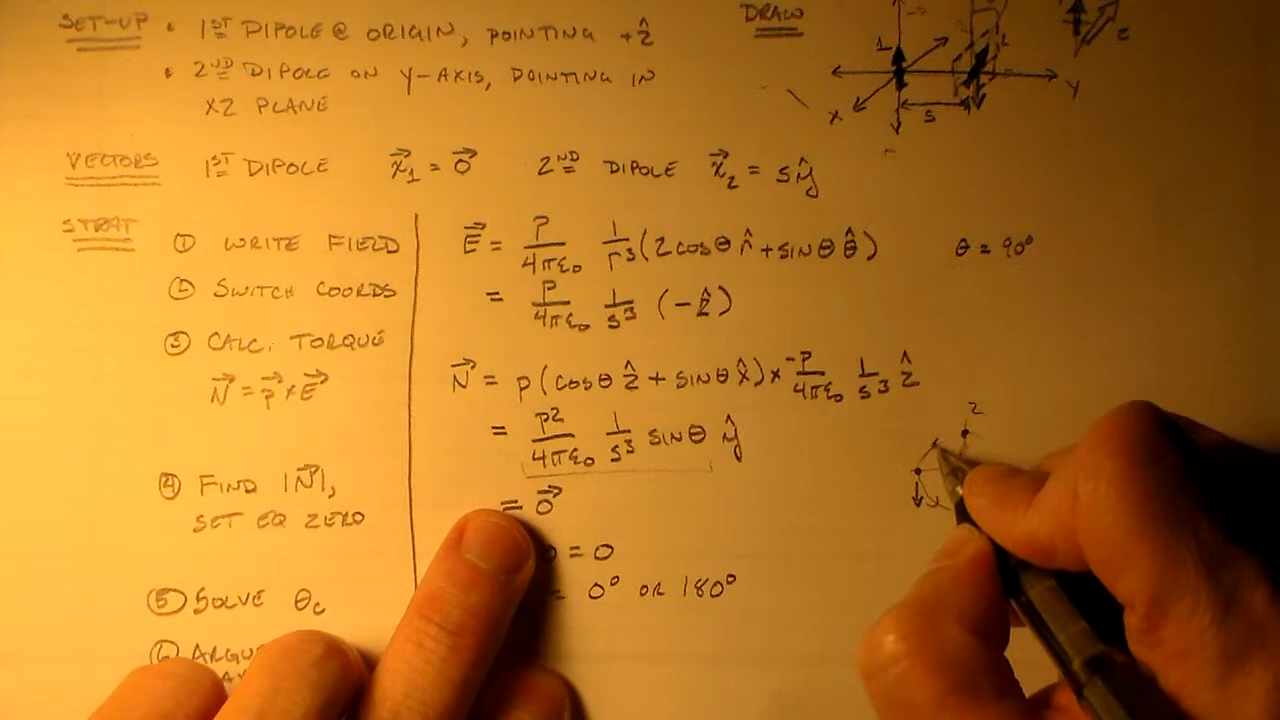 SET-UP • 1ST DIPOLE @ ORIGIN, POINTING +ẑ
• 2ND DIPOLE ON Y-AXIS, POINTING IN
XZ PLANE
DRAW
1
2
z
X
S
Y
VECTORS 1ST DIPOLE x⃗₁ = 0⃗ 2ND DIPOLE x⃗₂ = sŷ
STRAT
① WRITE FIELD E⃗ = P/4πε₀ 1/r³ (2cosθ r̂ + sinθ θ̂) θ = 90°
② SWITCH COORDS = P/4πε₀ 1/s³ (-ẑ)
③ CALC. TORQUE
N⃗ = p⃗ × E⃗ N⃗ = p(cosθ ẑ + sinθ x̂) × -P/4πε₀ 1/s³ ẑ
= P²/4πε₀ 1/s³ sinθ ŷ
z
④ FIND |N⃗|,
SET EQ ZERO
= 0⃗
= 0
⑤ SOLVE θc = 0° OR 180°